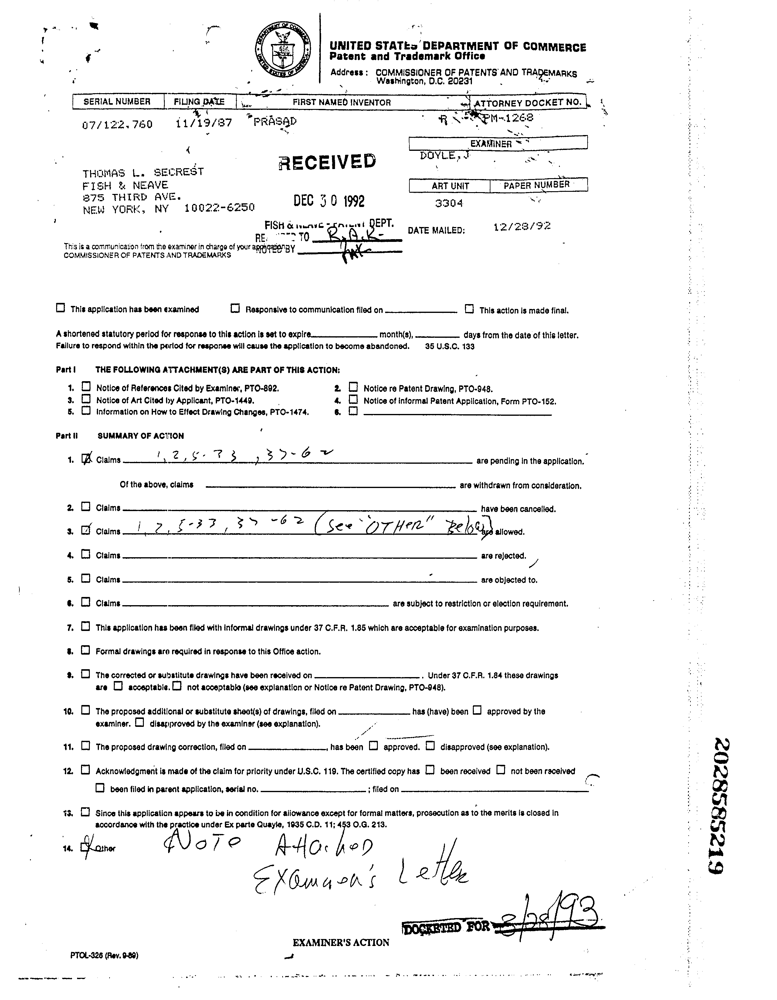 UNITED STATES DEPARTMENT OF COMMERCE
Patent and Trademark Office
Address : COMMISSIONER OF PATENTS AND TRADEMARKS
Washington, D.C. 20231
SERIAL NUMBER FILING DATE FIRST NAMED INVENTOR ATTORNEY DOCKET NO.
07/122,760 11/19/87 PRASAD R PM-1268
EXAMINER
DOYLE, J
THOMAS L. SECREST
FISH & NEAVE
875 THIRD AVE.
NEW YORK, NY 10022-6250
RECEIVED
DEC 30 1992
FISH & NEAVE - PATENT DEPT.
TO R.A.K.
NOTED BY
ART UNIT PAPER NUMBER
3304
DATE MAILED: 12/28/92
This is a communication from the examiner in charge of your application.
COMMISSIONER OF PATENTS AND TRADEMARKS
This application has been examined Responsive to communication filed on This action is made final.
A shortened statutory period for response to this action is set to expire month(s), days from the date of this letter.
Failure to respond within the period for response will cause the application to become abandoned. 35 U.S.C. 133
Part I THE FOLLOWING ATTACHMENT(S) ARE PART OF THIS ACTION:
1. Notice of References Cited by Examiner, PTO-892. 2. Notice re Patent Drawing, PTO-948.
3. Notice of Art Cited by Applicant, PTO-1449. 4. Notice of Informal Patent Application, Form PTO-152.
5. Information on How to Effect Drawing Changes, PTO-1474. 6.
Part II SUMMARY OF ACTION
1. Claims 1, 2, 5-33, 37-62 are pending in the application.
Of the above, claims are withdrawn from consideration.
2. Claims have been cancelled.
3. Claims 1, 2, 5-33, 37-62 (See "OTHER" Below) are allowed.
4. Claims are rejected.
5. Claims are objected to.
6. Claims are subject to restriction or election requirement.
7. This application has been filed with informal drawings under 37 C.F.R. 1.85 which are acceptable for examination purposes.
8. Formal drawings are required in response to this Office action.
9. The corrected or substitute drawings have been received on . Under 37 C.F.R. 1.84 these drawings
are acceptable. not acceptable (see explanation or Notice re Patent Drawing, PTO-948).
10. The proposed additional or substitute sheet(s) of drawings, filed on has (have) been approved by the
examiner. disapproved by the examiner (see explanation).
11. The proposed drawing correction, filed on , has been approved. disapproved (see explanation).
12. Acknowledgment is made of the claim for priority under U.S.C. 119. The certified copy has been received not been received
been filed in parent application, serial no. ; filed on
13. Since this application appears to be in condition for allowance except for formal matters, prosecution as to the merits is closed in
accordance with the practice under Ex parte Quayle, 1935 C.D. 11; 453 O.G. 213.
14. Other NOTE Attached
Examiner's Letter
DOCKETED FOR 3/28/93
EXAMINER'S ACTION
PTOL-326 (Rev. 9-89)
2028585219